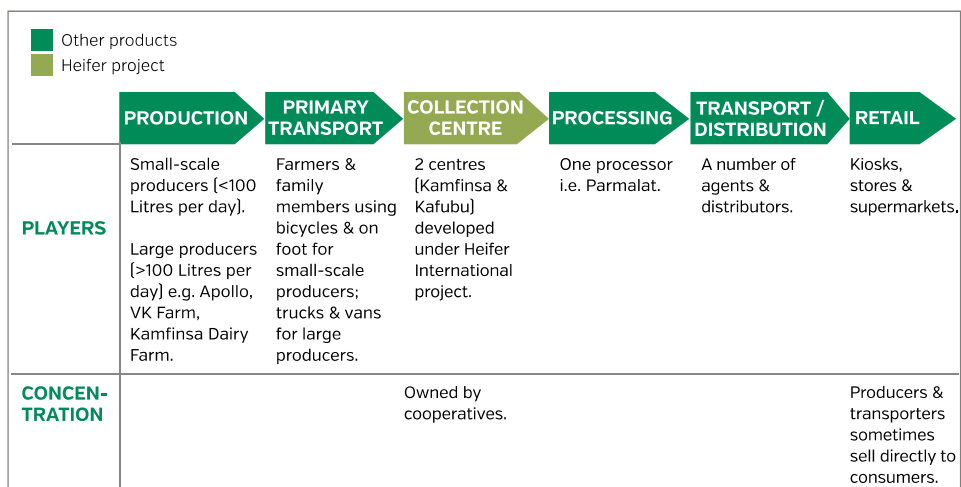 Other products
Heifer project
PRODUCTION
PRIMARY
TRANSPORT
COLLECTION
CENTRE
PROCESSING
TRANSPORT /
DISTRIBUTION
RETAIL
PLAYERS
Small-scale
producers (<100
Litres per day).
Large producers
(>100 Litres per
day) e.g. Apollo,
VK Farm,
Kamfinsa Dairy
Farm.
Farmers &
family
members using
bicycles & on
foot for
small-scale
producers;
trucks & vans
for large
producers.
2 centres
(Kamfinsa &
Kafubu)
developed
under Heifer
International
project.
One processor
i.e. Parmalat.
A number of
agents &
distributors.
Kiosks,
stores &
supermarkets.
CONCEN-
TRATION
Owned by
cooperatives.
Producers &
transporters
sometimes
sell directly to
consumers.